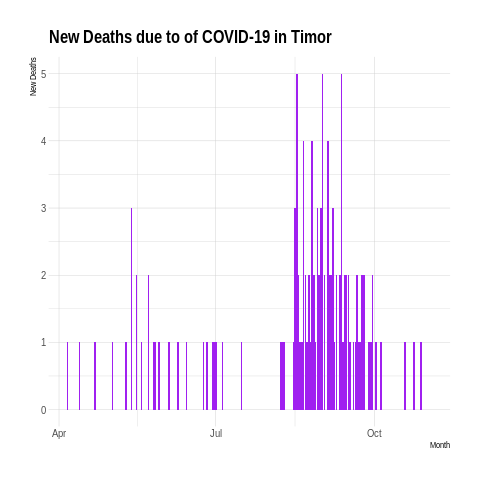 New Deaths due to of COVID-19 in Timor
New Deaths
5
4
3
2
1
0
Apr
Jul
Oct
Month